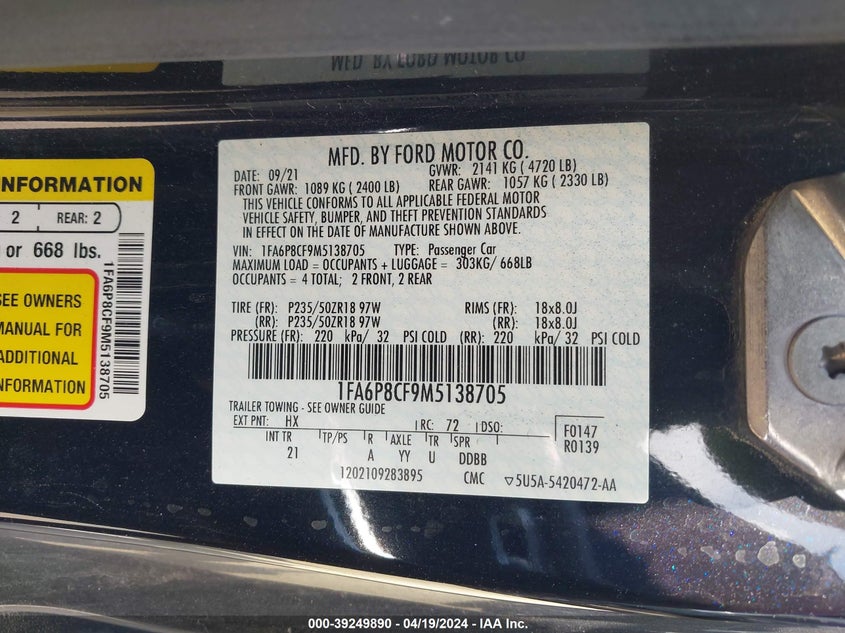 MFD. BY FORD MOTOR CO
NFORMATION
2 REAR: 2
or 668 lbs.
SEE OWNERS
MANUAL FOR
ADDITIONAL
INFORMATION
1FA6P8CF9M5138705
MFD. BY FORD MOTOR CO.
DATE: 09/21 GVWR: 2141 KG ( 4720 LB)
FRONT GAWR: 1089 KG ( 2400 LB) REAR GAWR: 1057 KG ( 2330 LB)
THIS VEHICLE CONFORMS TO ALL APPLICABLE FEDERAL MOTOR
VEHICLE SAFETY, BUMPER, AND THEFT PREVENTION STANDARDS
IN EFFECT ON THE DATE OF MANUFACTURE SHOWN ABOVE.
VIN: 1FA6P8CF9M5138705 TYPE: Passenger Car
MAXIMUM LOAD = OCCUPANTS + LUGGAGE = 303KG/ 668LB
OCCUPANTS = 4 TOTAL; 2 FRONT, 2 REAR
TIRE (FR): P235/50ZR18 97W RIMS (FR): 18x8.0J
(RR): P235/50ZR18 97W (RR): 18x8.0J
PRESSURE (FR): 220 kPa/ 32 PSI COLD (RR): 220 kPa/ 32 PSI COLD
1FA6P8CF9M5138705
TRAILER TOWING - SEE OWNER GUIDE
EXT PNT: HX RC: 72 DSO: F0147
INT TR TP/PS R AXLE TR SPR R0139
21 A YY U DDBB
1202109283895 CMC ▽5U5A-5420472-AA
000-39249890 - 04/19/2024 - IAA Inc.